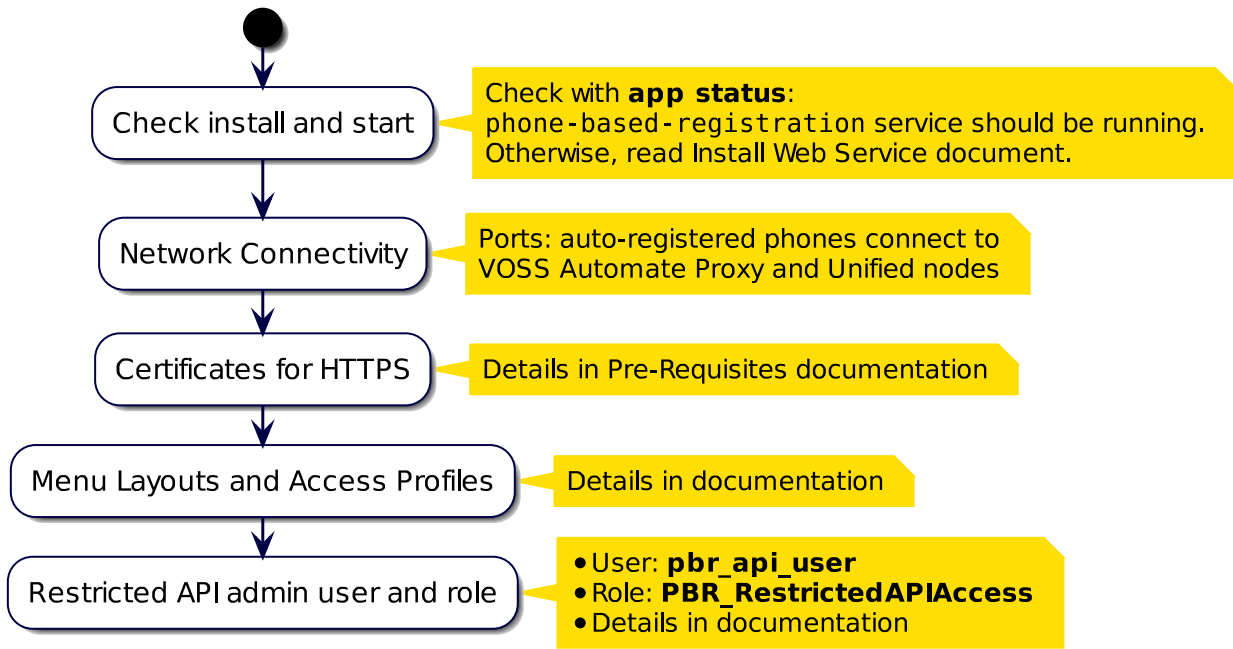 Check install and start
Check with app status:
phone-based-registration service should be running.
Otherwise, read Install Web Service document.
Network Connectivity
Ports: auto-registered phones connect to
VOSS Automate Proxy and Unified nodes
Certificates for HTTPS
Details in Pre-Requisites documentation
Menu Layouts and Access Profiles
Details in documentation
Restricted API admin user and role
• User: pbr_api_user
• Role: PBR_RestrictedAPIAccess
• Details in documentation